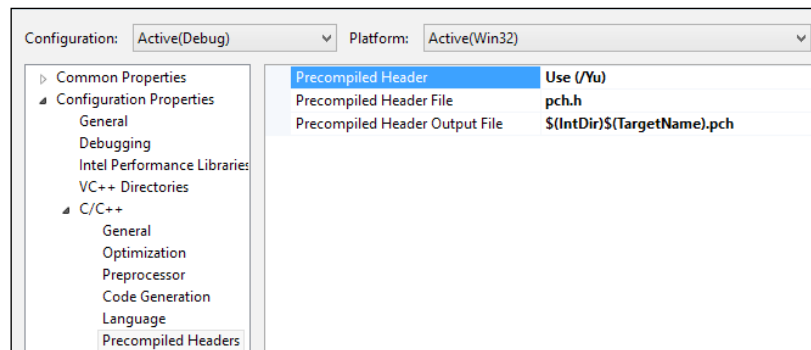 Configuration: Active(Debug) Platform: Active(Win32)
Common Properties
Configuration Properties
General
Debugging
Intel Performance Libraries
VC++ Directories
C/C++
General
Optimization
Preprocessor
Code Generation
Language
Precompiled Headers
Precompiled Header Use (/Yu)
Precompiled Header File pch.h
Precompiled Header Output File $(IntDir)$(TargetName).pch